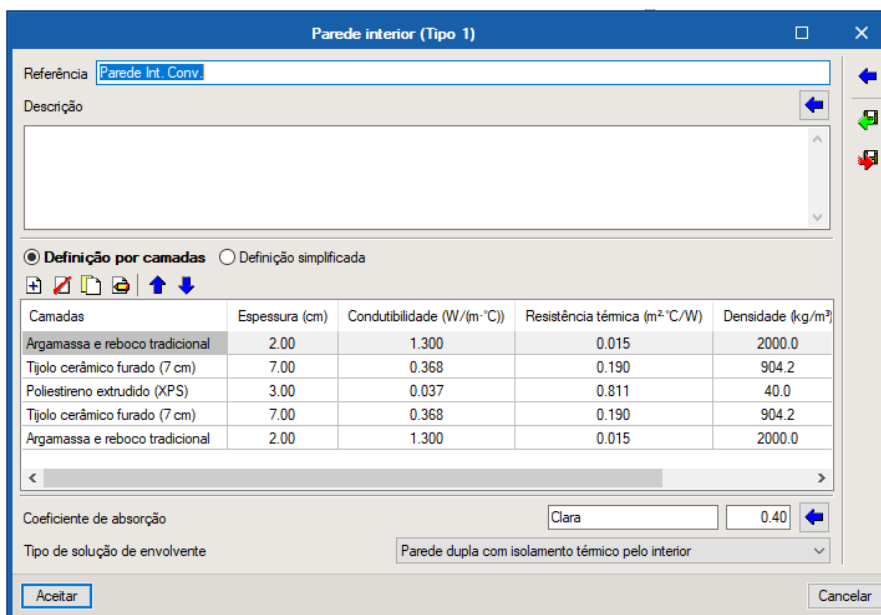 Parede interior (Tipo 1)
Referência Parede Int. Conv.
Descrição
Definição por camadas Definição simplificada
Camadas Espessura (cm) Condutibilidade (W/(m·°C)) Resistência térmica (m²·°C/W) Densidade (kg/m³)
Argamassa e reboco tradicional 2.00 1.300 0.015 2000.0
Tijolo cerâmico furado (7 cm) 7.00 0.368 0.190 904.2
Poliestireno extrudido (XPS) 3.00 0.037 0.811 40.0
Tijolo cerâmico furado (7 cm) 7.00 0.368 0.190 904.2
Argamassa e reboco tradicional 2.00 1.300 0.015 2000.0
Coeficiente de absorção Clara 0.40
Tipo de solução de envolvente Parede dupla com isolamento térmico pelo interior
Aceitar Cancelar